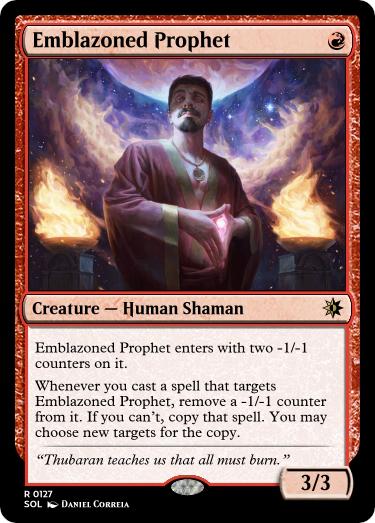 Emblazoned Prophet
Creature — Human Shaman
Emblazoned Prophet enters with two -1/-1
counters on it.
Whenever you cast a spell that targets
Emblazoned Prophet, remove a -1/-1 counter
from it. If you can't, copy that spell. You may
choose new targets for the copy.
“Thubaran teaches us that all must burn.”
3/3
R 0127
SOL DANIEL CORREIA